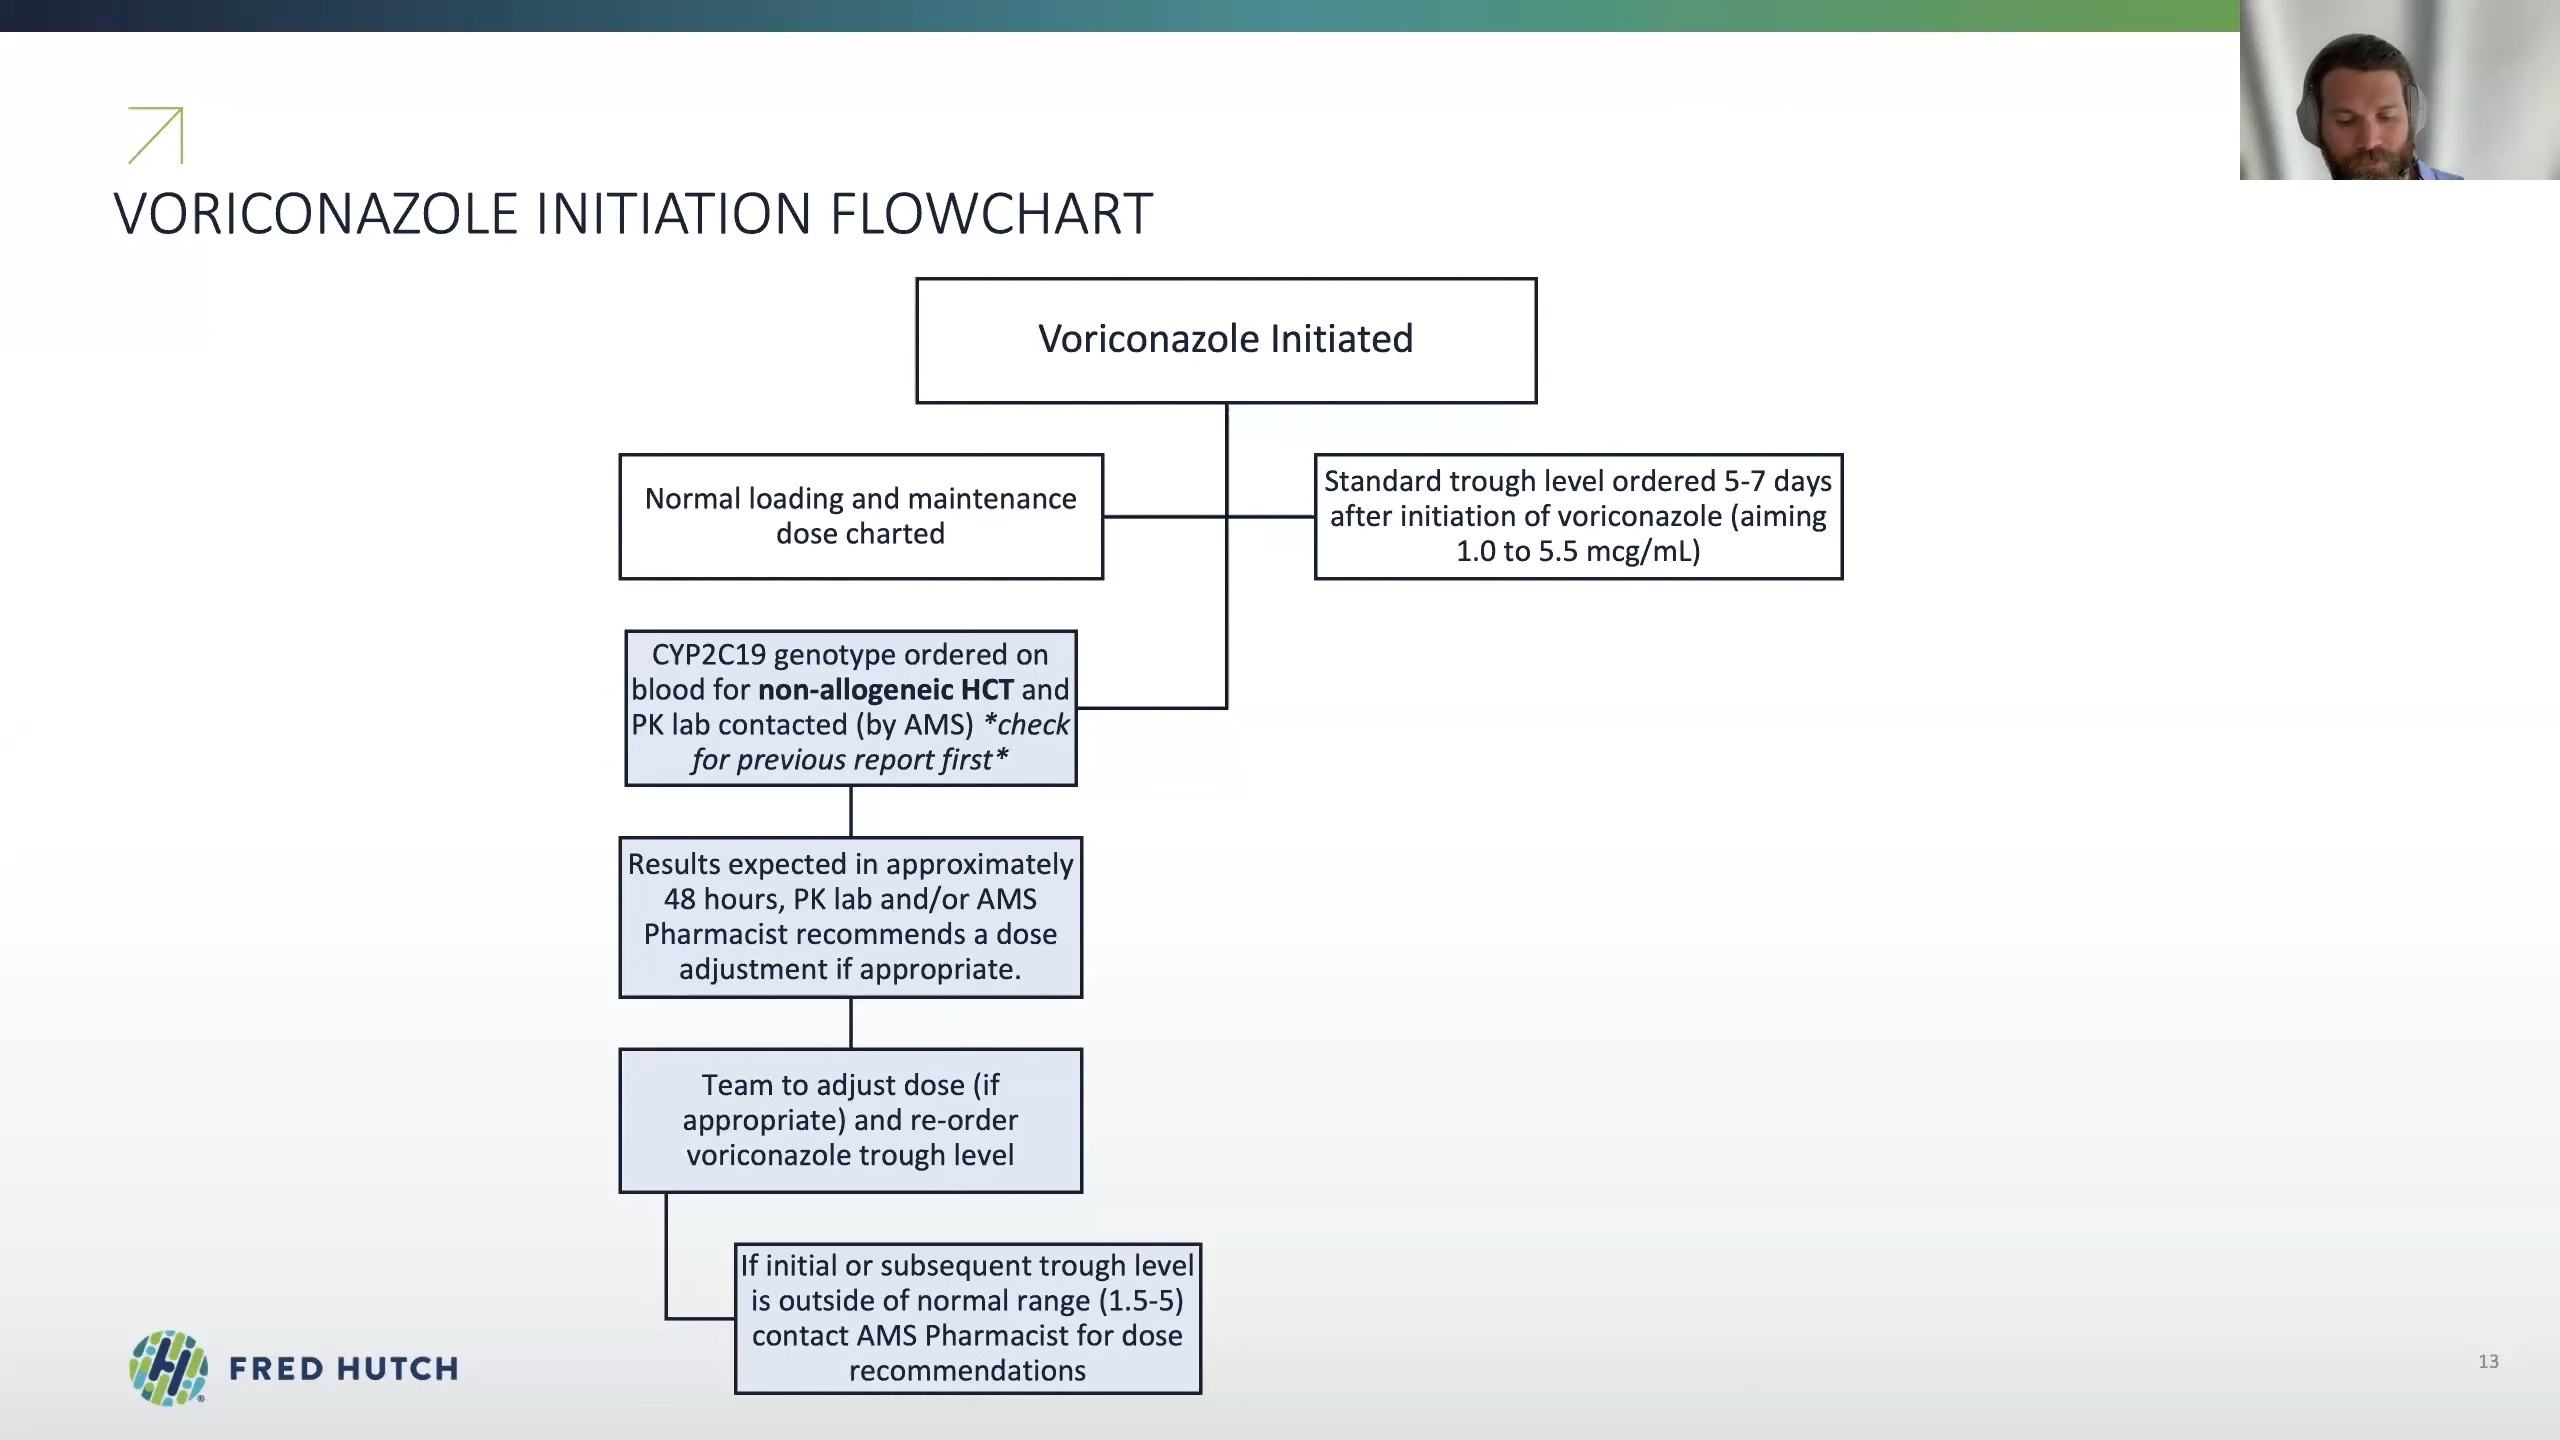 VORICONAZOLE INITIATION FLOWCHART
Voriconazole Initiated
Normal loading and maintenance
dose charted
Standard trough level ordered 5-7 days
after initiation of voriconazole (aiming
1.0 to 5.5 mcg/mL)
CYP2C19 genotype ordered on
blood for non-allogeneic HCT and
PK lab contacted (by AMS) *check
for previous report first*
Results expected in approximately
48 hours, PK lab and/or AMS
Pharmacist recommends a dose
adjustment if appropriate.
Team to adjust dose (if
appropriate) and re-order
voriconazole trough level
If initial or subsequent trough level
is outside of normal range (1.5-5)
contact AMS Pharmacist for dose
recommendations
FRED HUTCH
®
13